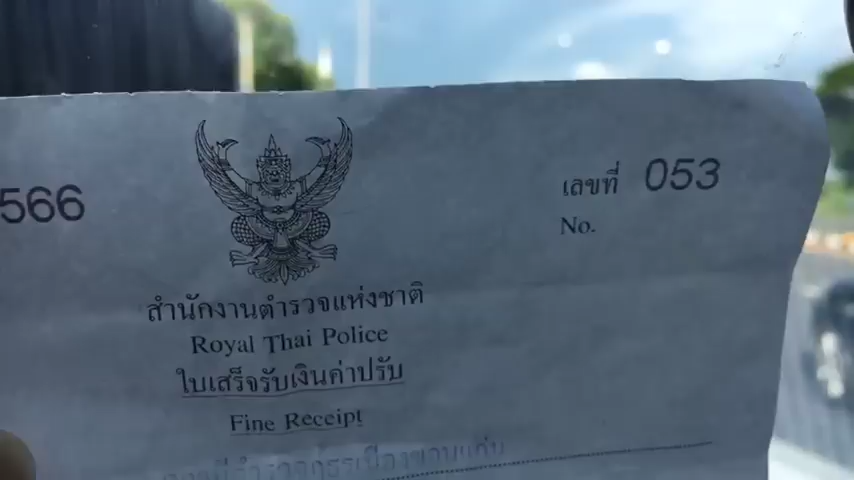 566
เลขที่ 053
No.
สำนักงานตำรวจแห่งชาติ
Royal Thai Police
ใบเสร็จรับเงินค่าปรับ
Fine Receipt